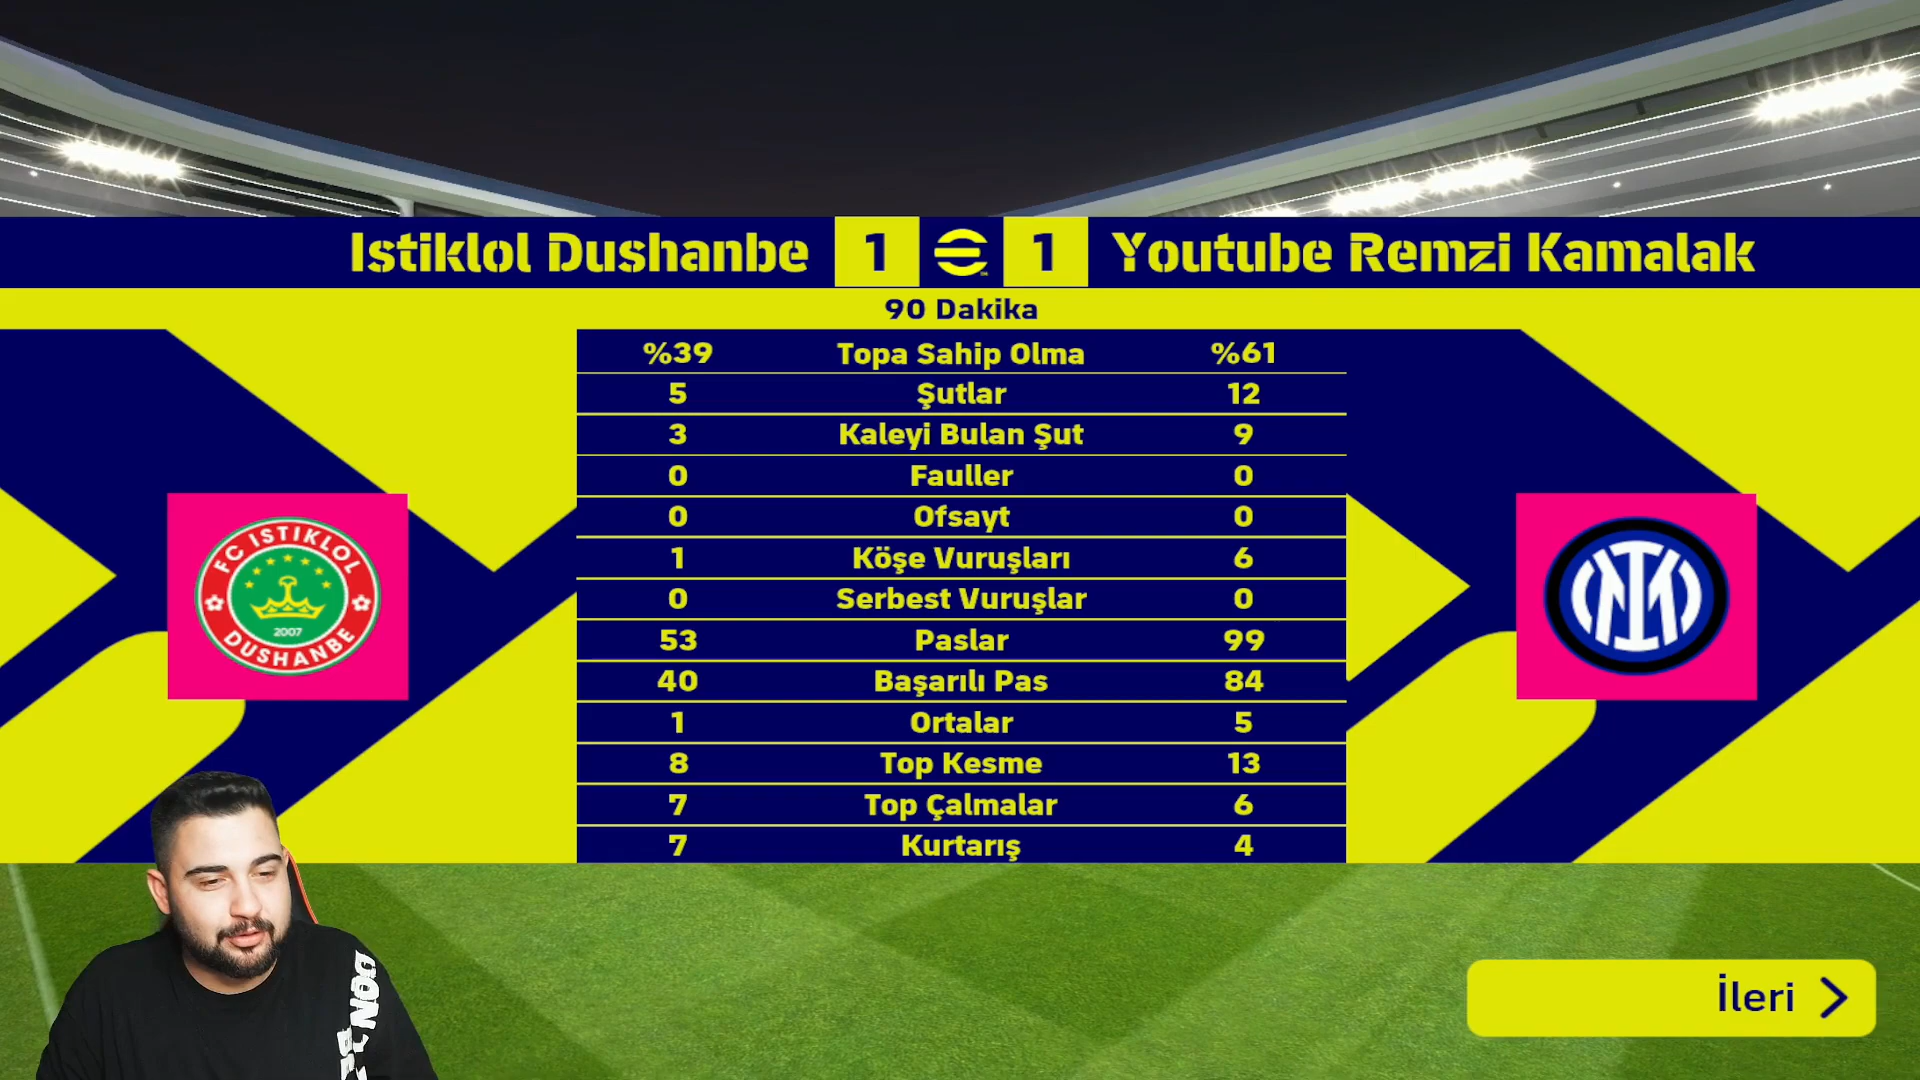 Istiklol Dushanbe 1 1 Youtube Remzi Kamalak
90 Dakika
%39 Topa Sahip Olma %61
5 Şutlar 12
3 Kaleyi Bulan Şut 9
0 Fauller 0
0 Ofsayt 0
1 Köşe Vuruşları 6
0 Serbest Vuruşlar 0
53 Paslar 99
40 Başarılı Pas 84
1 Ortalar 5
8 Top Kesme 13
7 Top Çalmalar 6
7 Kurtarış 4
FC ISTIKLOL
2007
DUSHANBE
IM
İleri